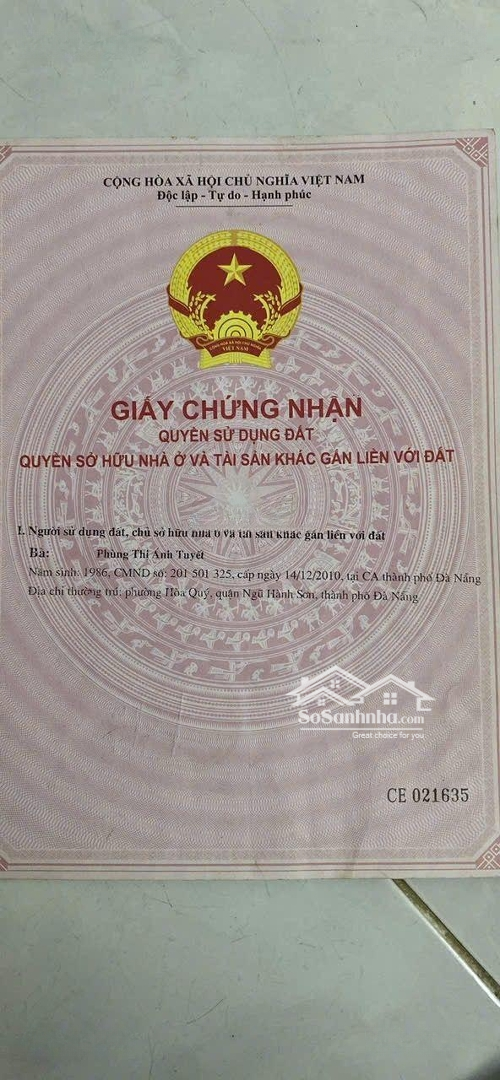 CỘNG HÒA XÃ HỘI CHỦ NGHĨA VIỆT NAM
Độc lập - Tự do - Hạnh phúc
VIỆT NAM
GIẤY CHỨNG NHẬN
QUYỀN SỬ DỤNG ĐẤT
QUYỀN SỞ HỮU NHÀ Ở VÀ TÀI SẢN KHÁC GẮN LIỀN VỚI ĐẤT
I. Người sử dụng đất, chủ sở hữu nhà ở và tài sản khác gắn liền với đất
Bà: Phùng Thị Ánh Tuyết
Năm sinh: 1986, CMND số: 201 501 325, cấp ngày 14/12/2010, tại CA thành phố Đà Nẵng
Địa chỉ thường trú: phường Hòa Quý, quận Ngũ Hành Sơn, thành phố Đà Nẵng
SoSanhnha.com
Great choice for you
CE 021635